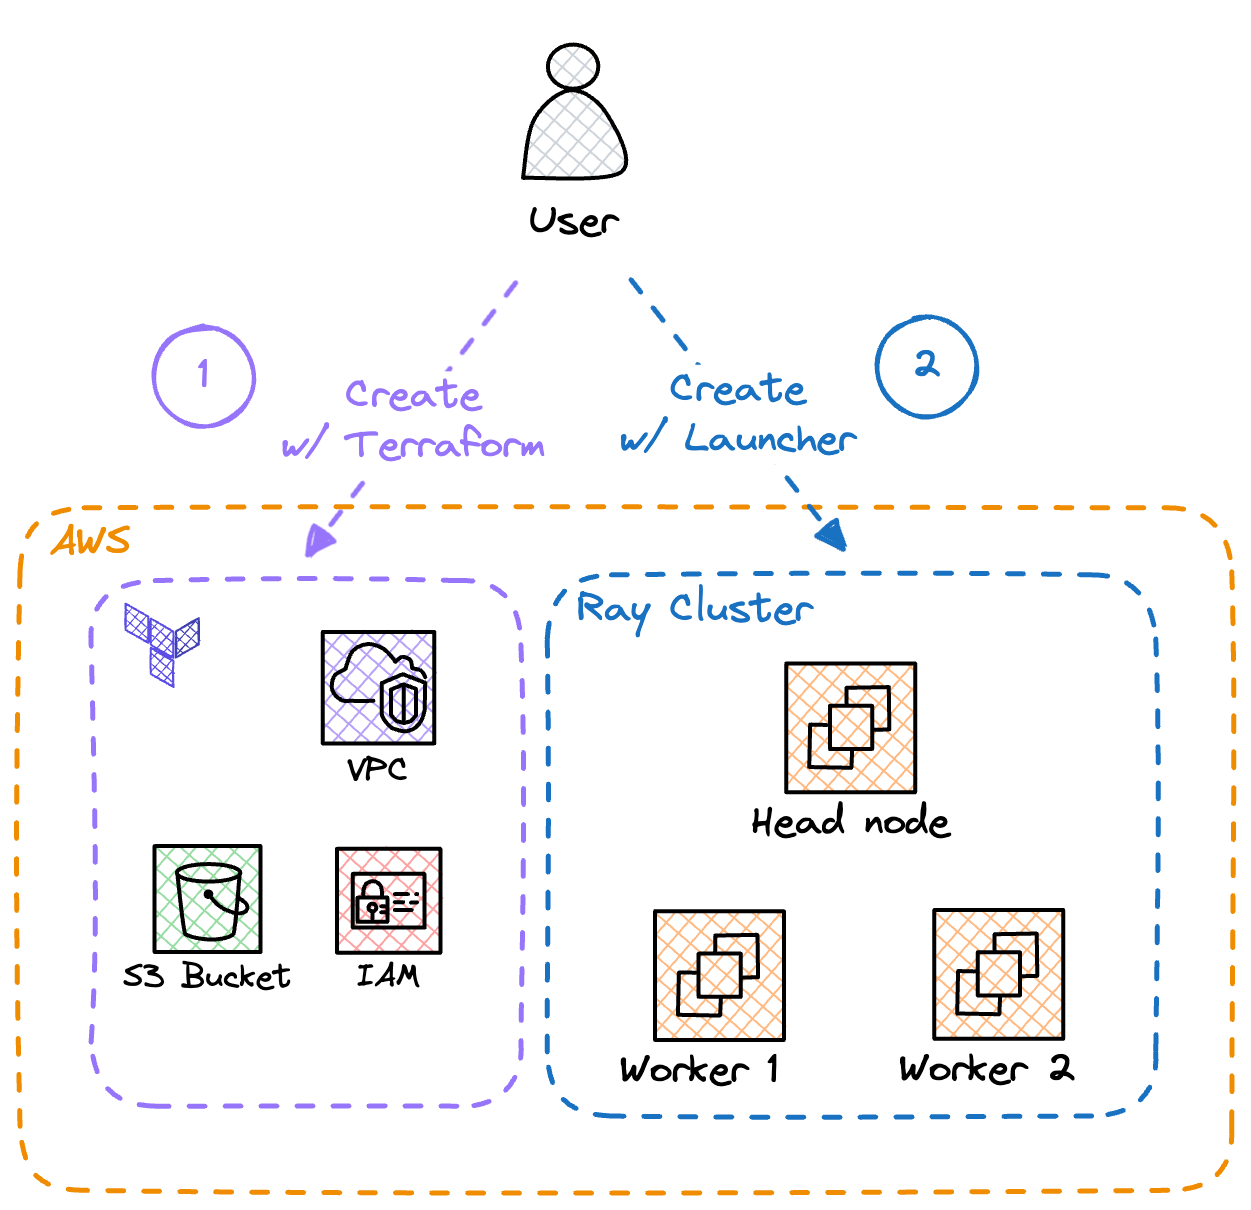 User
1
2
Create
w/ Terraform
Create
w/ Launcher
AWS
Ray Cluster
VPC
Head node
S3 Bucket
IAM
Worker 1
Worker 2